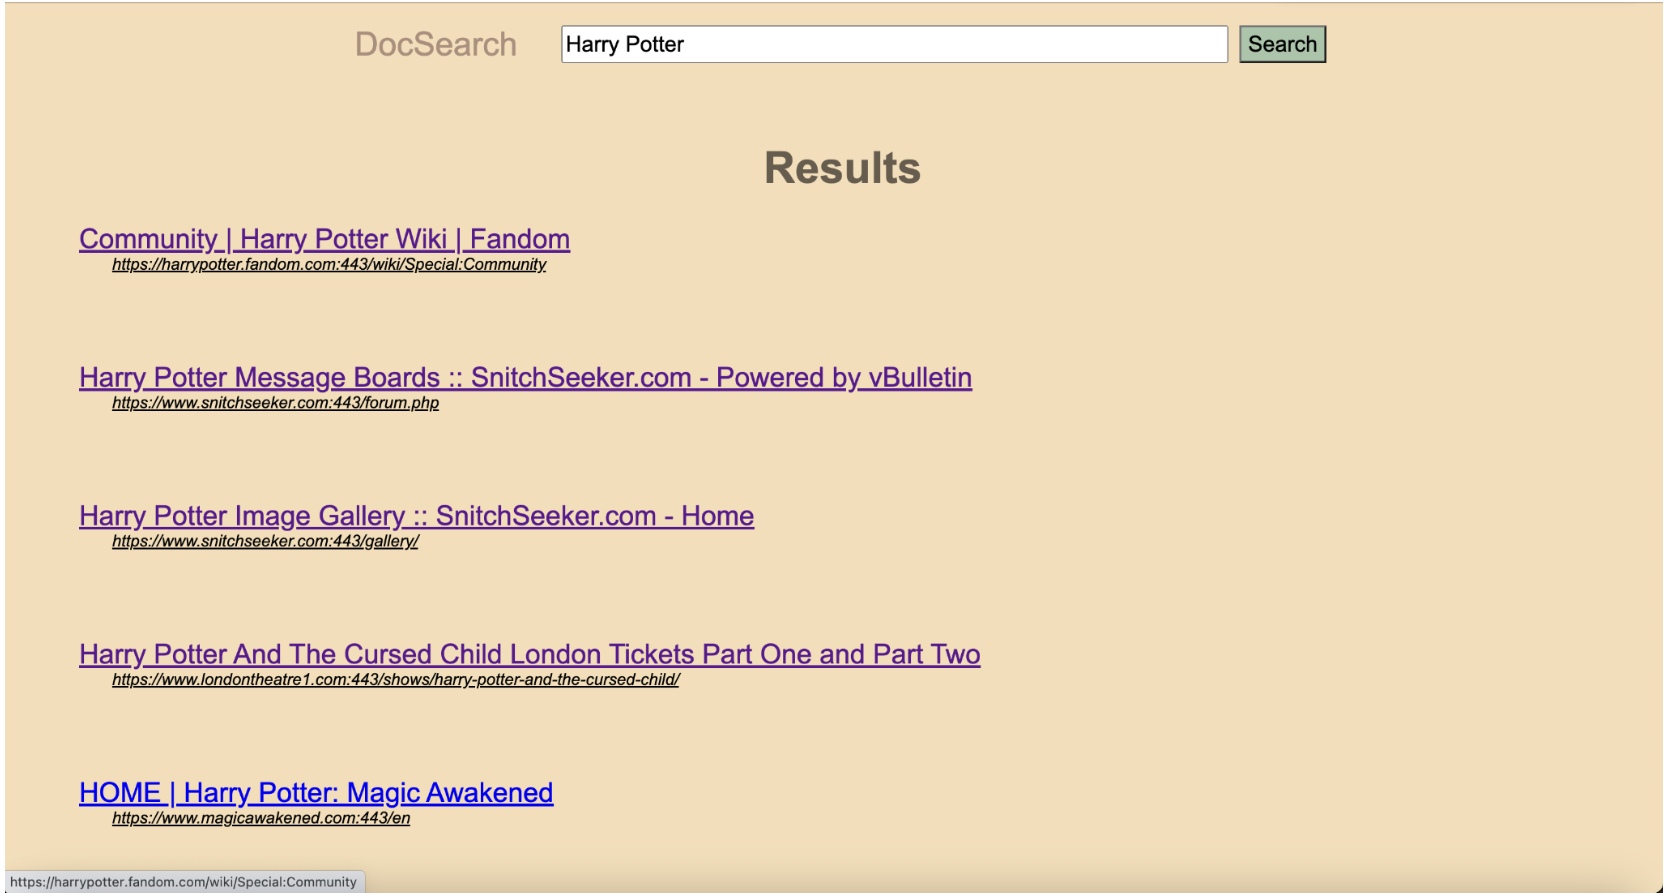 DocSearch Harry Potter Search
Results
Community | Harry Potter Wiki | Fandom
https://harrypotter.fandom.com:443/wiki/Special:Community
Harry Potter Message Boards :: SnitchSeeker.com - Powered by vBulletin
https://www.snitchseeker.com:443/forum.php
Harry Potter Image Gallery :: SnitchSeeker.com - Home
https://www.snitchseeker.com:443/gallery/
Harry Potter And The Cursed Child London Tickets Part One and Part Two
https://www.londontheatre1.com:443/shows/harry-potter-and-the-cursed-child/
HOME | Harry Potter: Magic Awakened
https://www.magicawakened.com:443/en
https://harrypotter.fandom.com/wiki/Special:Community